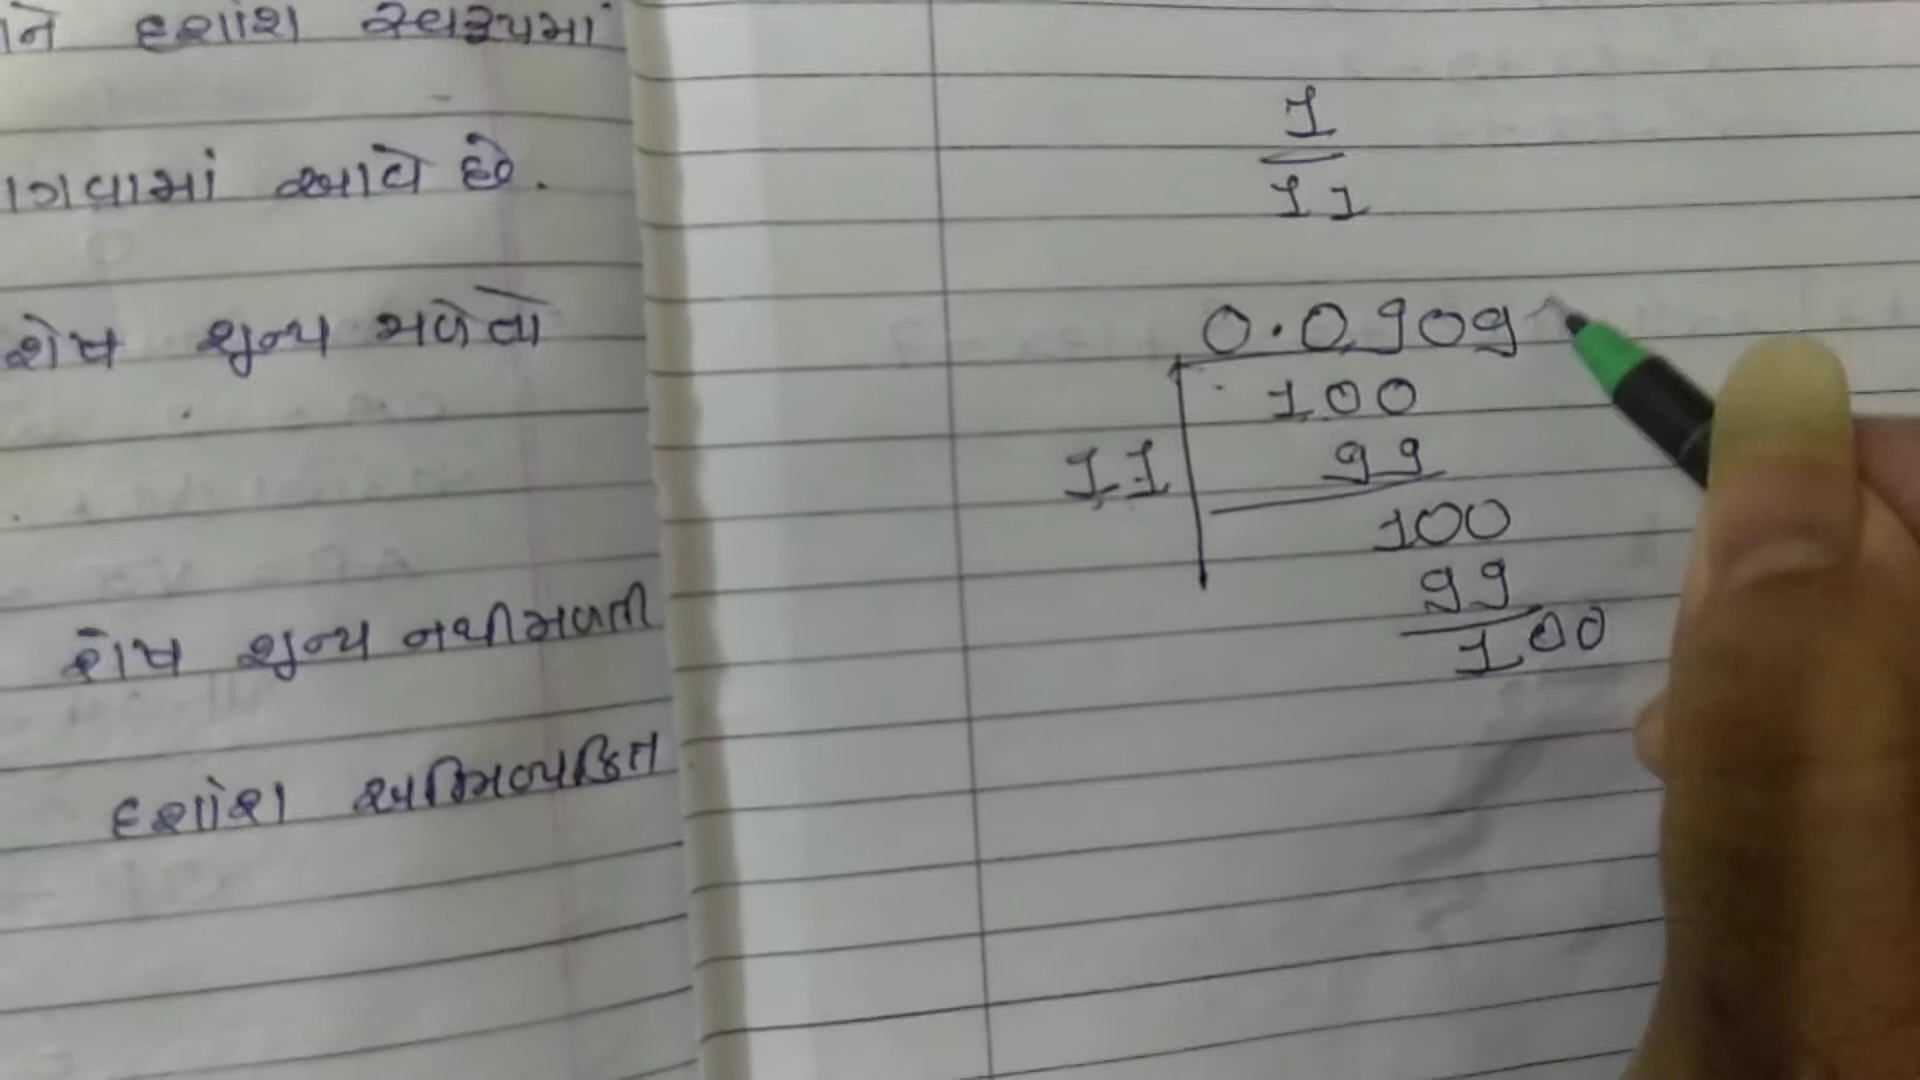 ને દશાંશ સ્વરૂપમાં
ગવામાં આવે છે.
શેષ શૂન્ય મળે તો
શેષ શૂન્ય નથી મળતી
દશાંશ અભિવ્યકિત
1
11
0.0909
11
100
99
100
99
100